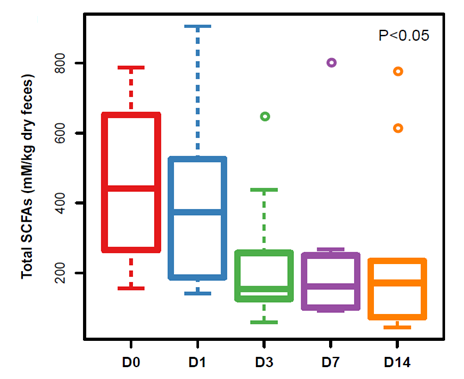 P<0.05
Total SCFAs (mM/kg dry feces)
800
600
400
200
D0 D1 D3 D7 D14